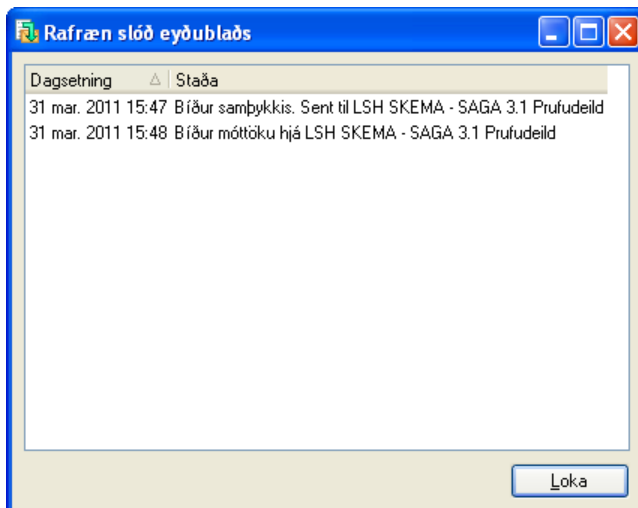 Rafræn slóð eyðublaðs
Dagsetning Staða
31 mar. 2011 15:47 Bíður samþykkis. Sent til LSH SKEMA - SAGA 3.1 Prufudeild
31 mar. 2011 15:48 Bíður móttöku hjá LSH SKEMA - SAGA 3.1 Prufudeild
Loka